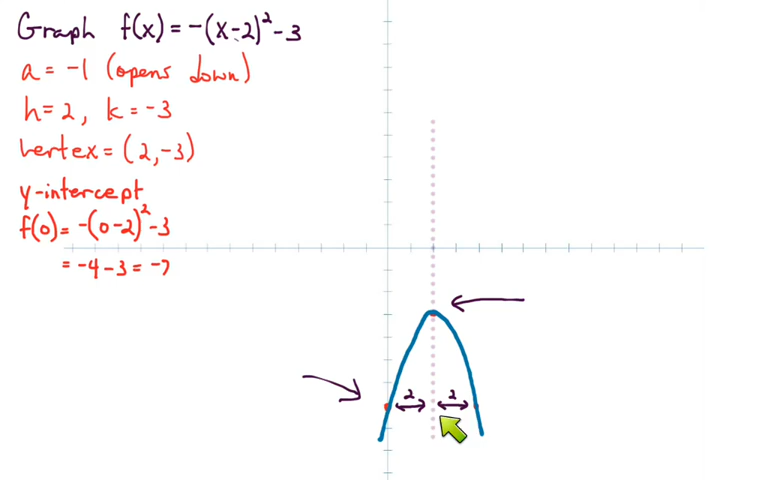 Graph f(x) = -(x-2)² - 3
a = -1 (opens down)
h = 2, k = -3
vertex = (2, -3)
y-intercept
f(0) = -(0-2)² - 3
= -4 - 3 = -7
2 2